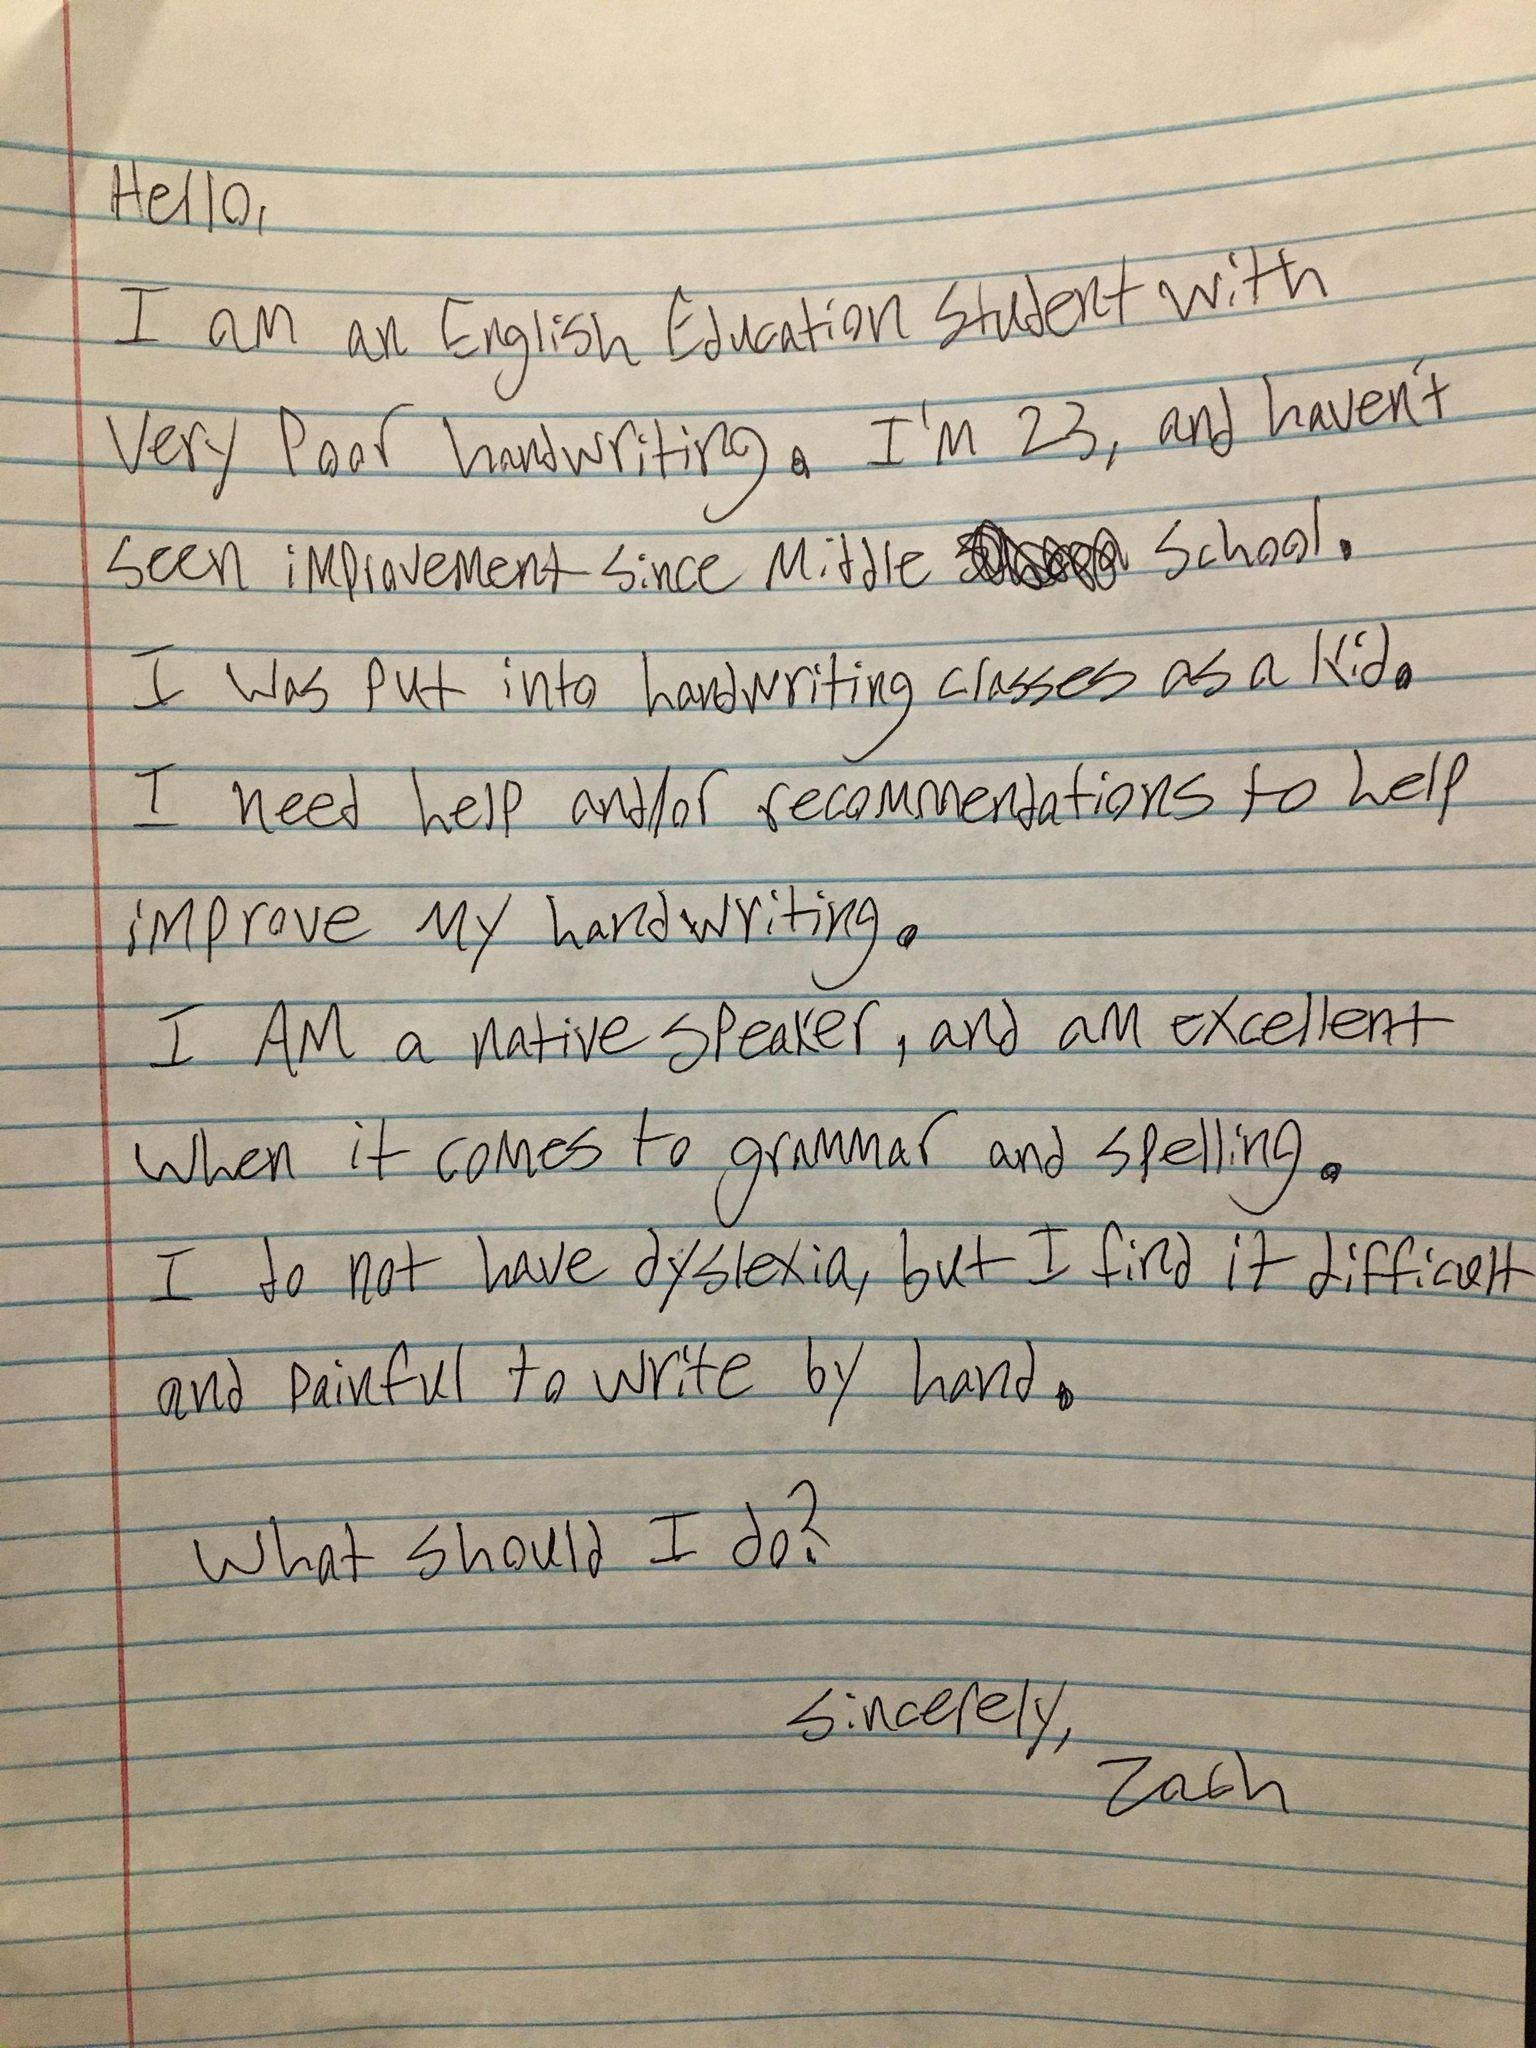 Hello,
I am an English Education student with
very poor handwriting. I'm 23, and haven't
seen improvement since Middle school.
I was put into handwriting classes as a kid.
I need help and/or recommendations to help
improve my handwriting.
I AM a native speaker, and am excellent
when it comes to grammar and spelling.
I do not have dyslexia, but I find it difficult
and painful to write by hand.
What should I do?
Sincerely,
Zach